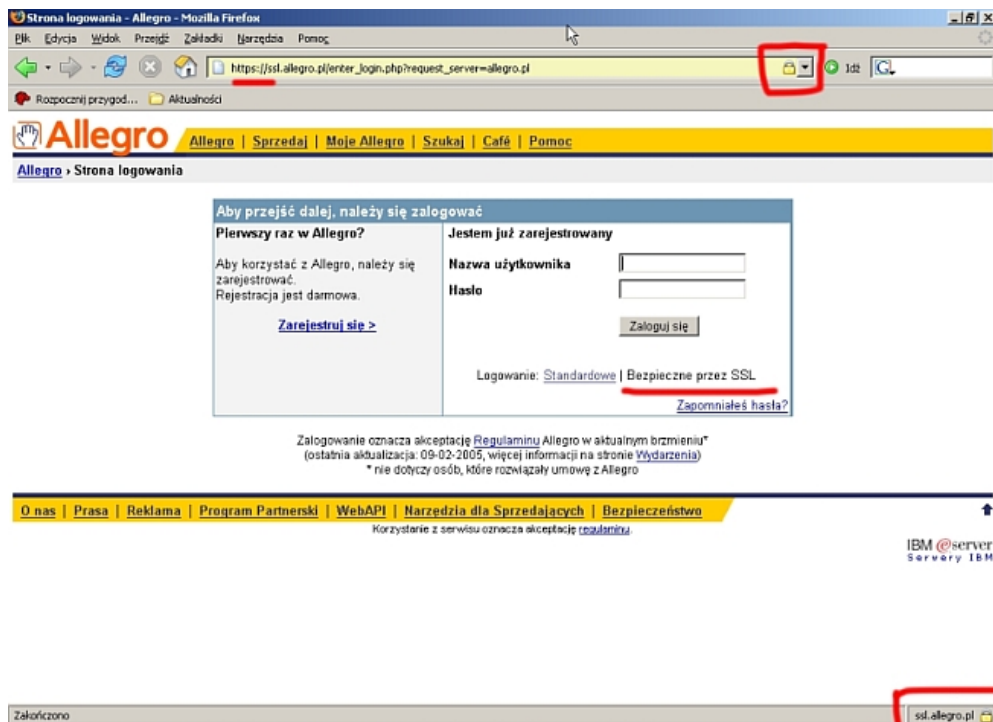 Strona logowania - Allegro - Mozilla Firefox
Plik Edycja Widok Przejdź Zakładki Narzędzia Pomoc
https://ssl.allegro.pl/enter_login.php?request_server=allegro.pl Idź G
Rozpocznij przygod... Aktualności
Allegro Allegro | Sprzedaj | Moje Allegro | Szukaj | Café | Pomoc
Allegro › Strona logowania
Aby przejść dalej, należy się zalogować
Pierwszy raz w Allegro?
Aby korzystać z Allegro, należy się
zarejestrować.
Rejestracja jest darmowa.
Zarejestruj się >
Jestem już zarejestrowany
Nazwa użytkownika
Hasło
Zaloguj się
Logowanie: Standardowe | Bezpieczne przez SSL
Zapomniałeś hasła?
Zalogowanie oznacza akceptację Regulaminu Allegro w aktualnym brzmieniu*
(ostatnia aktualizacja: 09-02-2005, więcej informacji na stronie Wydarzenia)
* nie dotyczy osób, które rozwiązały umowę z Allegro
O nas | Prasa | Reklama | Program Partnerski | WebAPI | Narzędzia dla Sprzedających | Bezpieczeństwo
Korzystanie z serwisu oznacza akceptację regulaminu.
IBM @server
Servery IBM
Zakończono ssl.allegro.pl